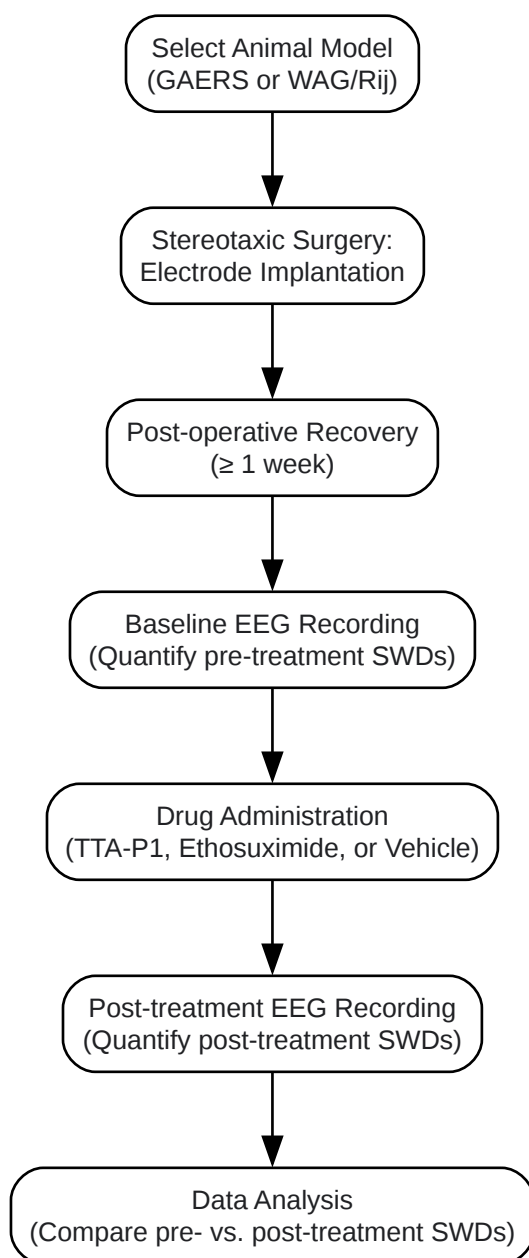 Select Animal Model
(GAERS or WAG/Rij)
Stereotaxic Surgery:
Electrode Implantation
Post-operative Recovery
(≥ 1 week)
Baseline EEG Recording
(Quantify pre-treatment SWDs)
Drug Administration
(TTA-P1, Ethosuximide, or Vehicle)
Post-treatment EEG Recording
(Quantify post-treatment SWDs)
Data Analysis
(Compare pre- vs. post-treatment SWDs)